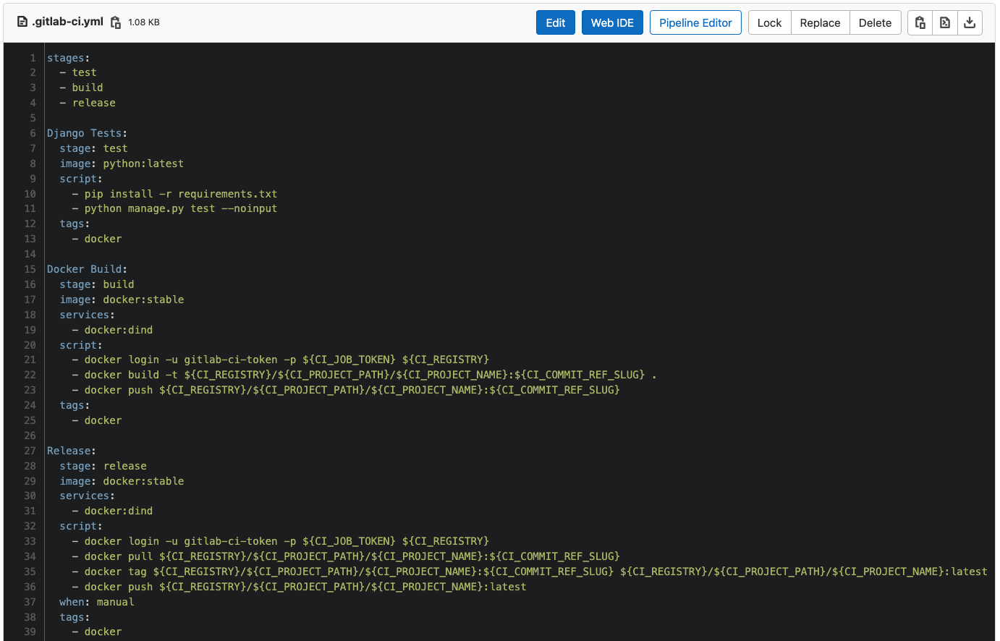 .gitlab-ci.yml 1.08 KB Edit Web IDE Pipeline Editor Lock Replace Delete
1 stages:
2   - test
3   - build
4   - release
5
6 Django Tests:
7   stage: test
8   image: python:latest
9   script:
10     - pip install -r requirements.txt
11     - python manage.py test --noinput
12   tags:
13     - docker
14
15 Docker Build:
16   stage: build
17   image: docker:stable
18   services:
19     - docker:dind
20   script:
21     - docker login -u gitlab-ci-token -p ${CI_JOB_TOKEN} ${CI_REGISTRY}
22     - docker build -t ${CI_REGISTRY}/${CI_PROJECT_PATH}/${CI_PROJECT_NAME}:${CI_COMMIT_REF_SLUG} .
23     - docker push ${CI_REGISTRY}/${CI_PROJECT_PATH}/${CI_PROJECT_NAME}:${CI_COMMIT_REF_SLUG}
24   tags:
25     - docker
26
27 Release:
28   stage: release
29   image: docker:stable
30   services:
31     - docker:dind
32   script:
33     - docker login -u gitlab-ci-token -p ${CI_JOB_TOKEN} ${CI_REGISTRY}
34     - docker pull ${CI_REGISTRY}/${CI_PROJECT_PATH}/${CI_PROJECT_NAME}:${CI_COMMIT_REF_SLUG}
35     - docker tag ${CI_REGISTRY}/${CI_PROJECT_PATH}/${CI_PROJECT_NAME}:${CI_COMMIT_REF_SLUG} ${CI_REGISTRY}/${CI_PROJECT_PATH}/${CI_PROJECT_NAME}:latest
36     - docker push ${CI_REGISTRY}/${CI_PROJECT_PATH}/${CI_PROJECT_NAME}:latest
37   when: manual
38   tags:
39     - docker